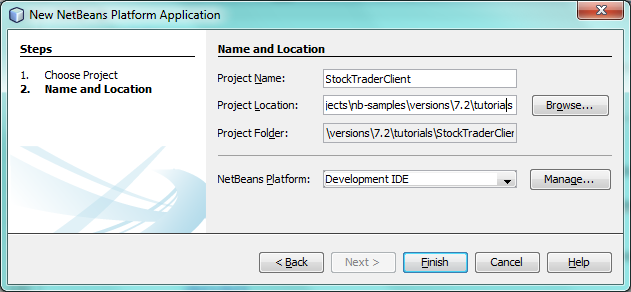 New NetBeans Platform Application
Steps
1. Choose Project
2. Name and Location
Name and Location
Project Name: StockTraderClient
Project Location: jects\nb-samples\versions\7.2\tutorials Browse...
Project Folder: \versions\7.2\tutorials\StockTraderClien
NetBeans Platform: Development IDE Manage...
< Back Next > Finish Cancel Help